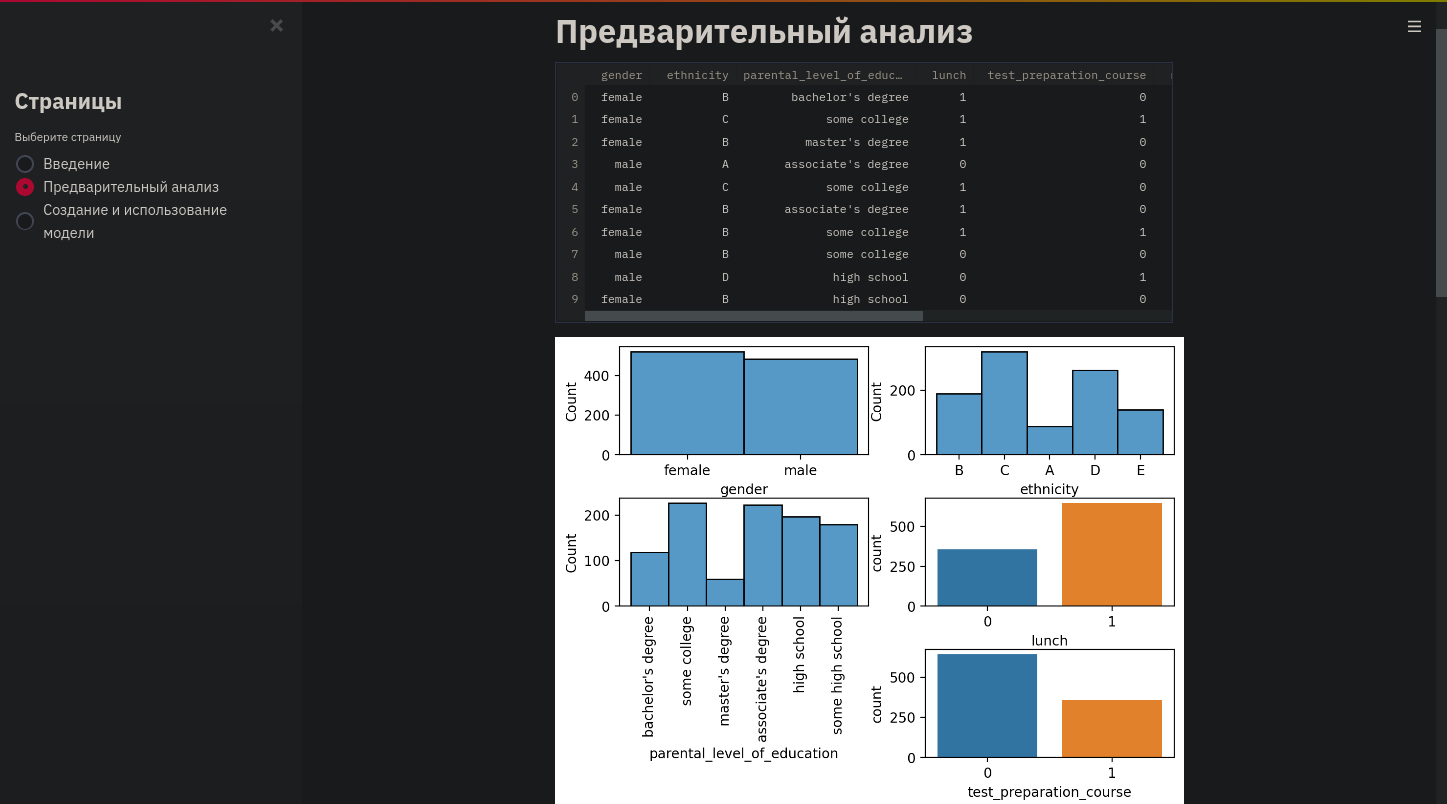 Страницы
Выберите страницу
Введение
Предварительный анализ
Создание и использование
модели
Предварительный анализ
gender ethnicity parental_level_of_educ… lunch test_preparation_course
0 female B bachelor's degree 1 0
1 female C some college 1 1
2 female B master's degree 1 0
3 male A associate's degree 0 0
4 male C some college 1 0
5 female B associate's degree 1 0
6 female B some college 1 1
7 male B some college 0 0
8 male D high school 0 1
9 female B high school 0 0
Count
400
200
0
female male
gender
Count
200
0
B C A D E
ethnicity
Count
200
100
0
bachelor's degree
some college
master's degree
associate's degree
high school
some high school
parental_level_of_education
count
500
250
0
0 1
lunch
count
500
250
0
0 1
test_preparation_course